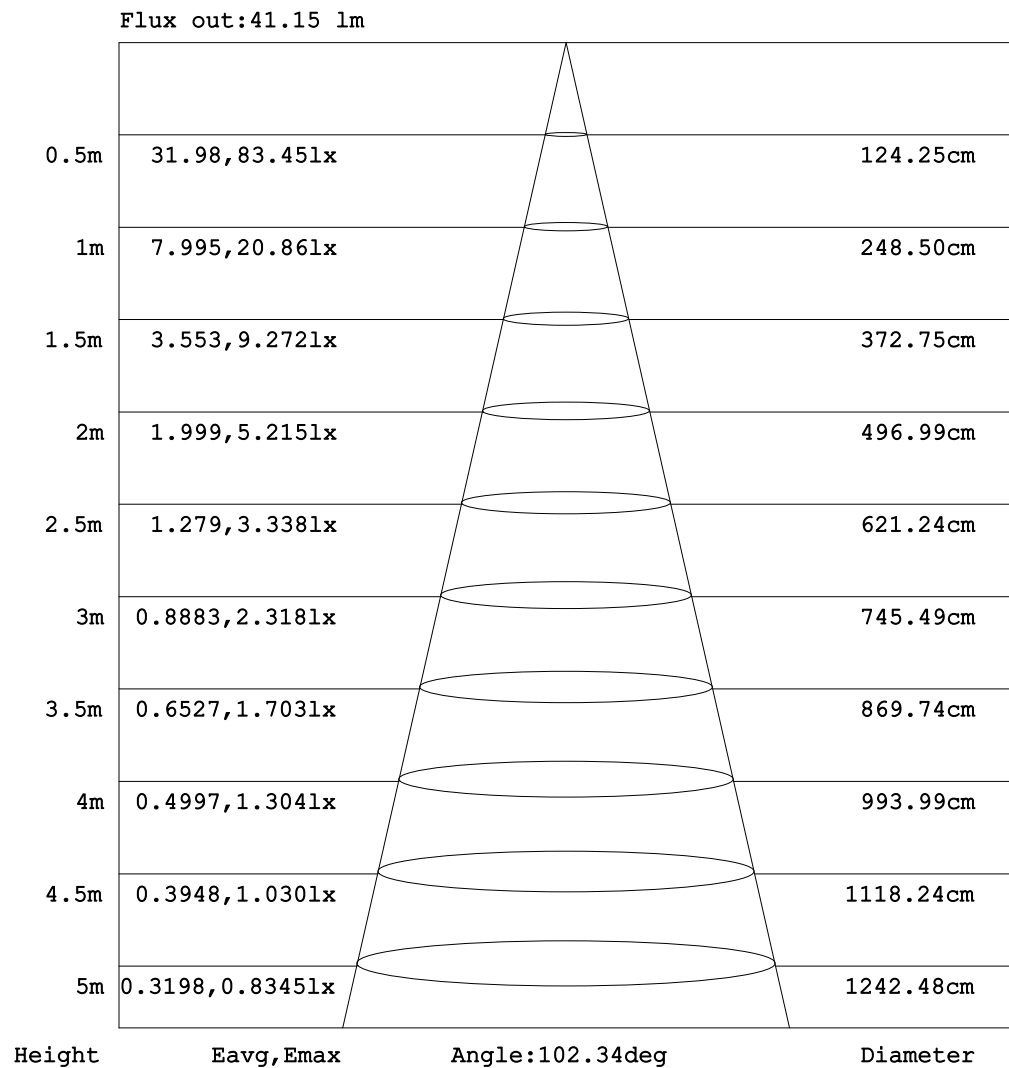 Flux out:41.15 lm
0.5m 31.98,83.45lx 124.25cm
1m 7.995,20.86lx 248.50cm
1.5m 3.553,9.272lx 372.75cm
2m 1.999,5.215lx 496.99cm
2.5m 1.279,3.338lx 621.24cm
3m 0.8883,2.318lx 745.49cm
3.5m 0.6527,1.703lx 869.74cm
4m 0.4997,1.304lx 993.99cm
4.5m 0.3948,1.030lx 1118.24cm
5m 0.3198,0.8345lx 1242.48cm
Height Eavg,Emax Angle:102.34deg Diameter